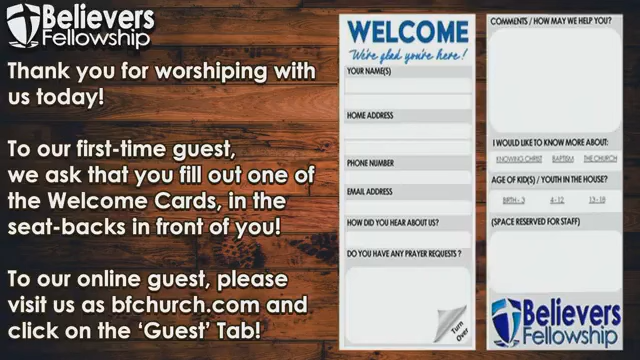 Believers
Fellowship
Thank you for worshiping with
us today!
To our first-time guest,
we ask that you fill out one of
the Welcome Cards, in the
seat-backs in front of you!
To our online guest, please
visit us as bfchurch.com and
click on the ‘Guest’ Tab!
WELCOME
We're glad you're here!
YOUR NAME(S)
HOME ADDRESS
PHONE NUMBER
EMAIL ADDRESS
HOW DID YOU HEAR ABOUT US?
DO YOU HAVE ANY PRAYER REQUESTS ?
Turn
Over
COMMENTS / HOW MAY WE HELP YOU?
I WOULD LIKE TO KNOW MORE ABOUT:
KNOWING CHRIST BAPTISM THE CHURCH
AGE OF KID(S) / YOUTH IN THE HOUSE?
BIRTH - 3 4 -12 13 -18
(SPACE RESERVED FOR STAFF)
Believers
Fellowship